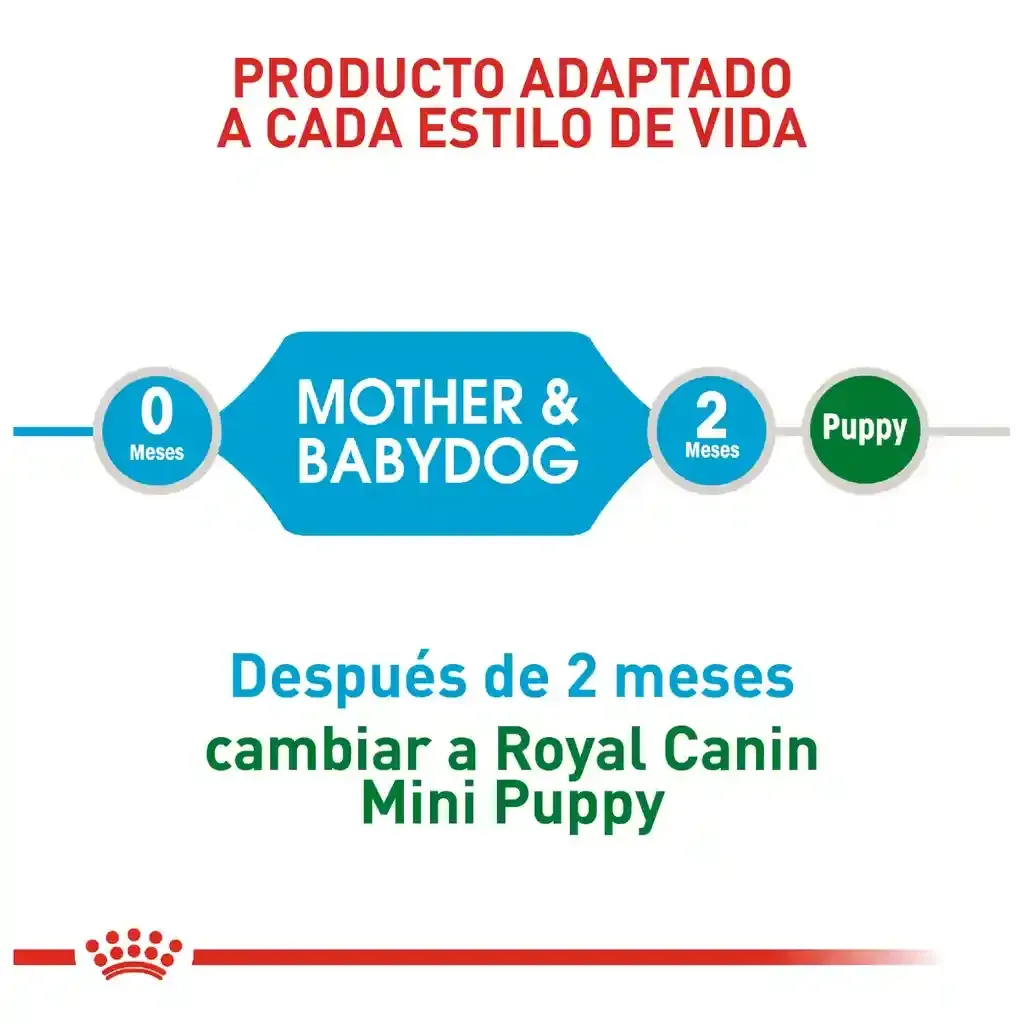 PRODUCTO ADAPTADO
A CADA ESTILO DE VIDA
0
Meses
MOTHER &
BABYDOG
2
Meses
Puppy
Después de 2 meses
cambiar a Royal Canin
Mini Puppy